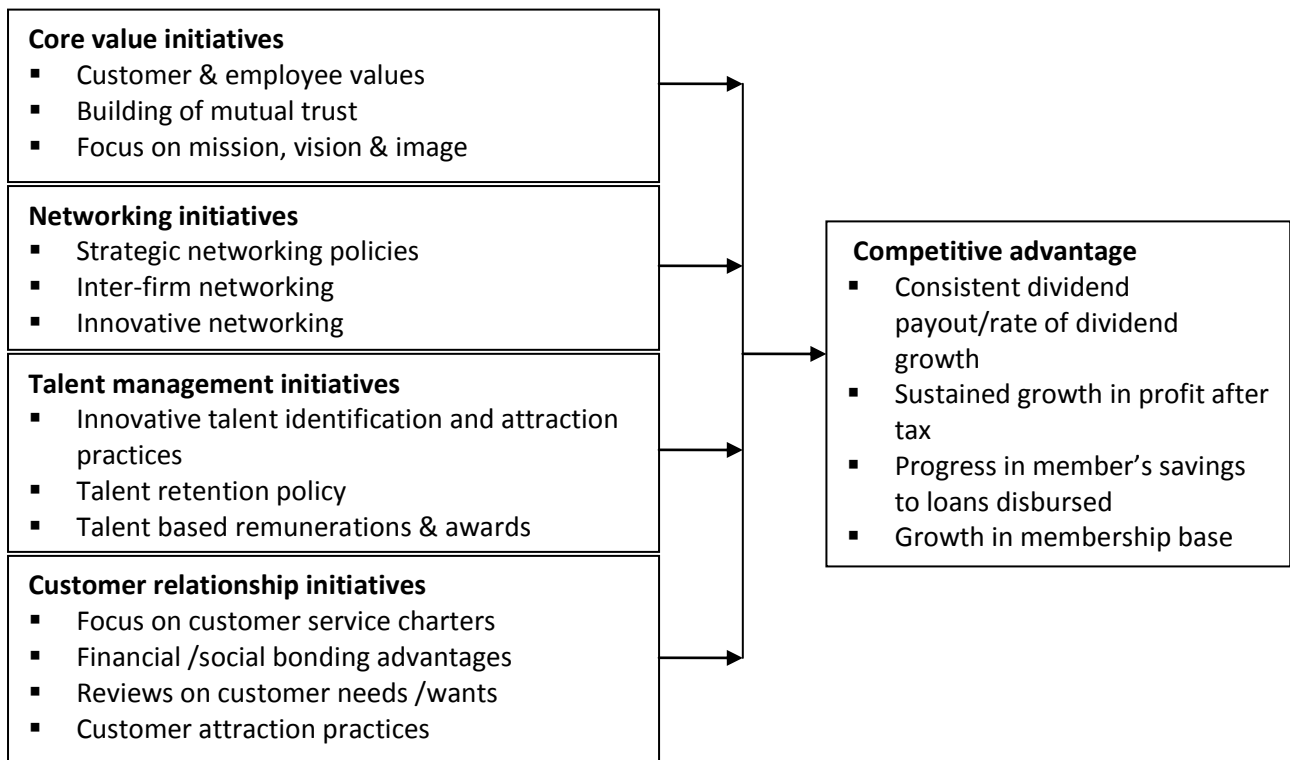 Core value initiatives
▪ Customer & employee values
▪ Building of mutual trust
▪ Focus on mission, vision & image
Networking initiatives
▪ Strategic networking policies
▪ Inter-firm networking
▪ Innovative networking
Talent management initiatives
▪ Innovative talent identification and attraction
practices
▪ Talent retention policy
▪ Talent based remunerations & awards
Customer relationship initiatives
▪ Focus on customer service charters
▪ Financial /social bonding advantages
▪ Reviews on customer needs /wants
▪ Customer attraction practices
Competitive advantage
▪ Consistent dividend
payout/rate of dividend
growth
▪ Sustained growth in profit after
tax
▪ Progress in member’s savings
to loans disbursed
▪ Growth in membership base